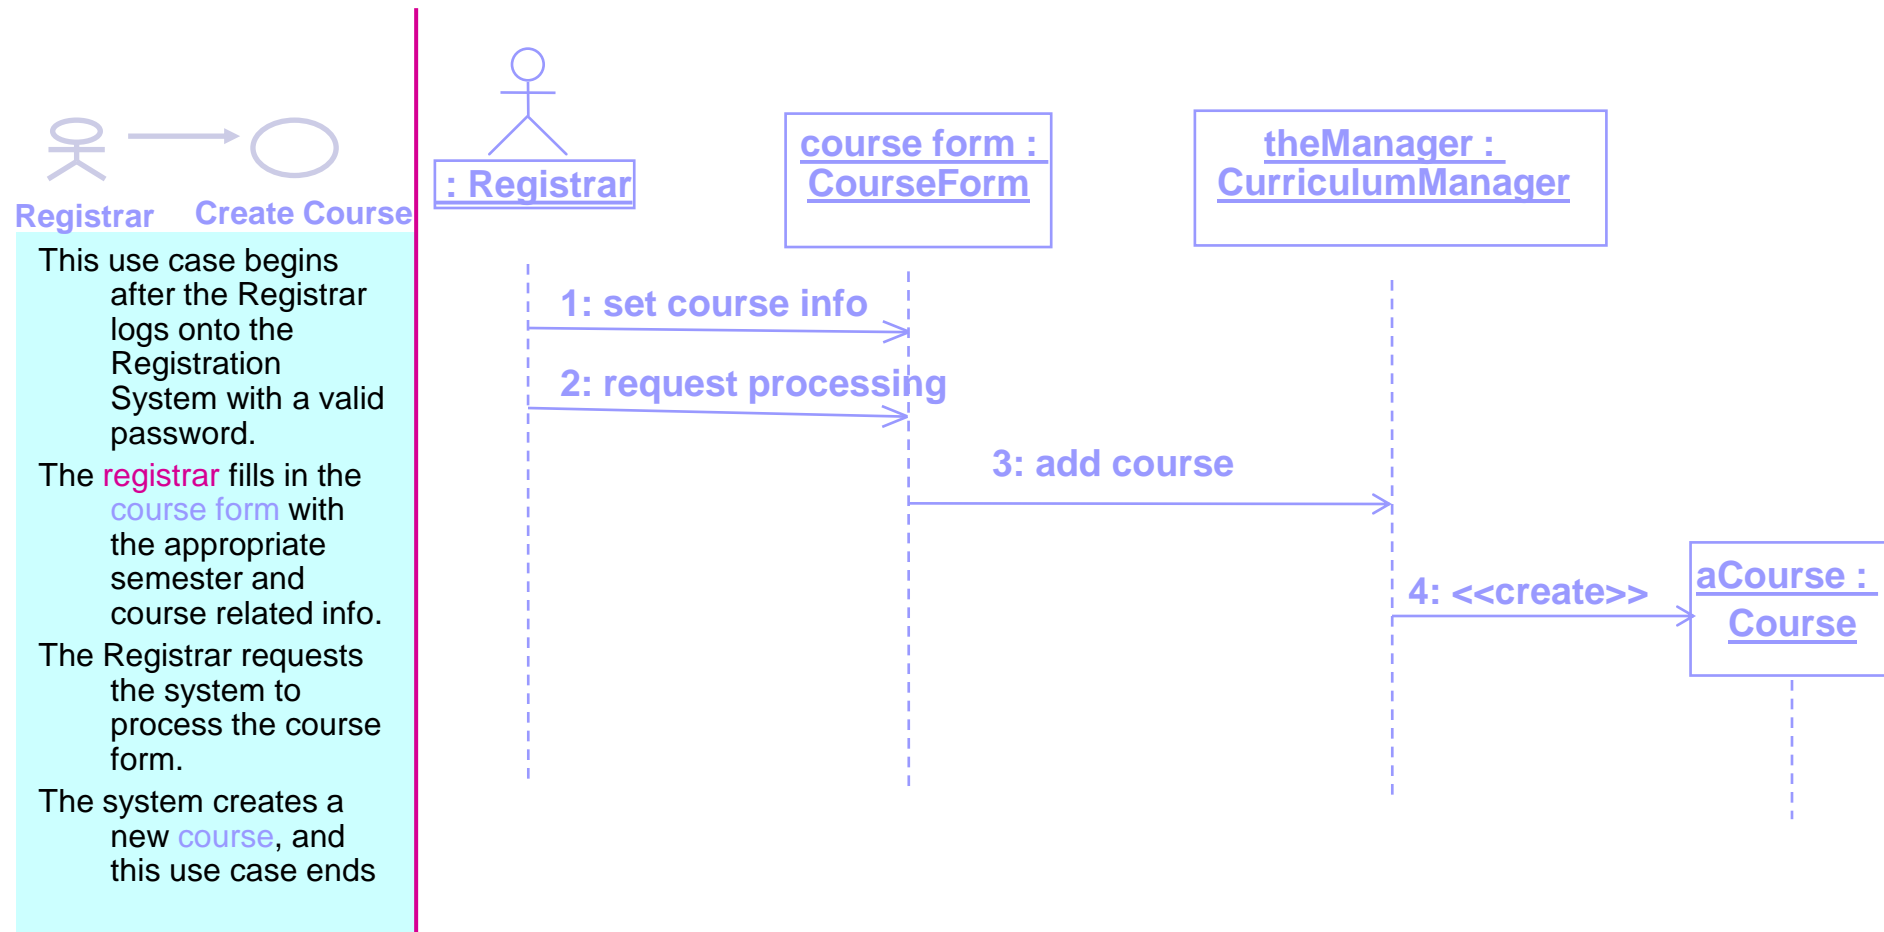 Registrar
Create Course
This use case begins
after the Registrar
logs onto the
Registration
System with a valid
password.
The registrar fills in the
course form with
the appropriate
semester and
course related info.
The Registrar requests
the system to
process the course
form.
The system creates a
new course, and
this use case ends
: Registrar
course form :
CourseForm
theManager :
CurriculumManager
1: set course info
2: request processing
3: add course
4: <<create>>
aCourse :
Course